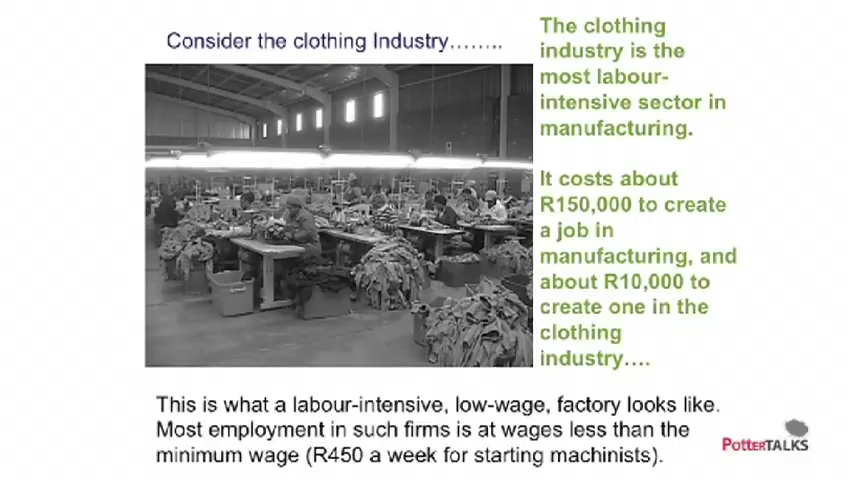 Consider the clothing Industry........
The clothing
industry is the
most labour-
intensive sector in
manufacturing.
It costs about
R150,000 to create
a job in
manufacturing, and
about R10,000 to
create one in the
clothing
industry....
This is what a labour-intensive, low-wage, factory looks like.
Most employment in such firms is at wages less than the
minimum wage (R450 a week for starting machinists).
POTTERTALKS